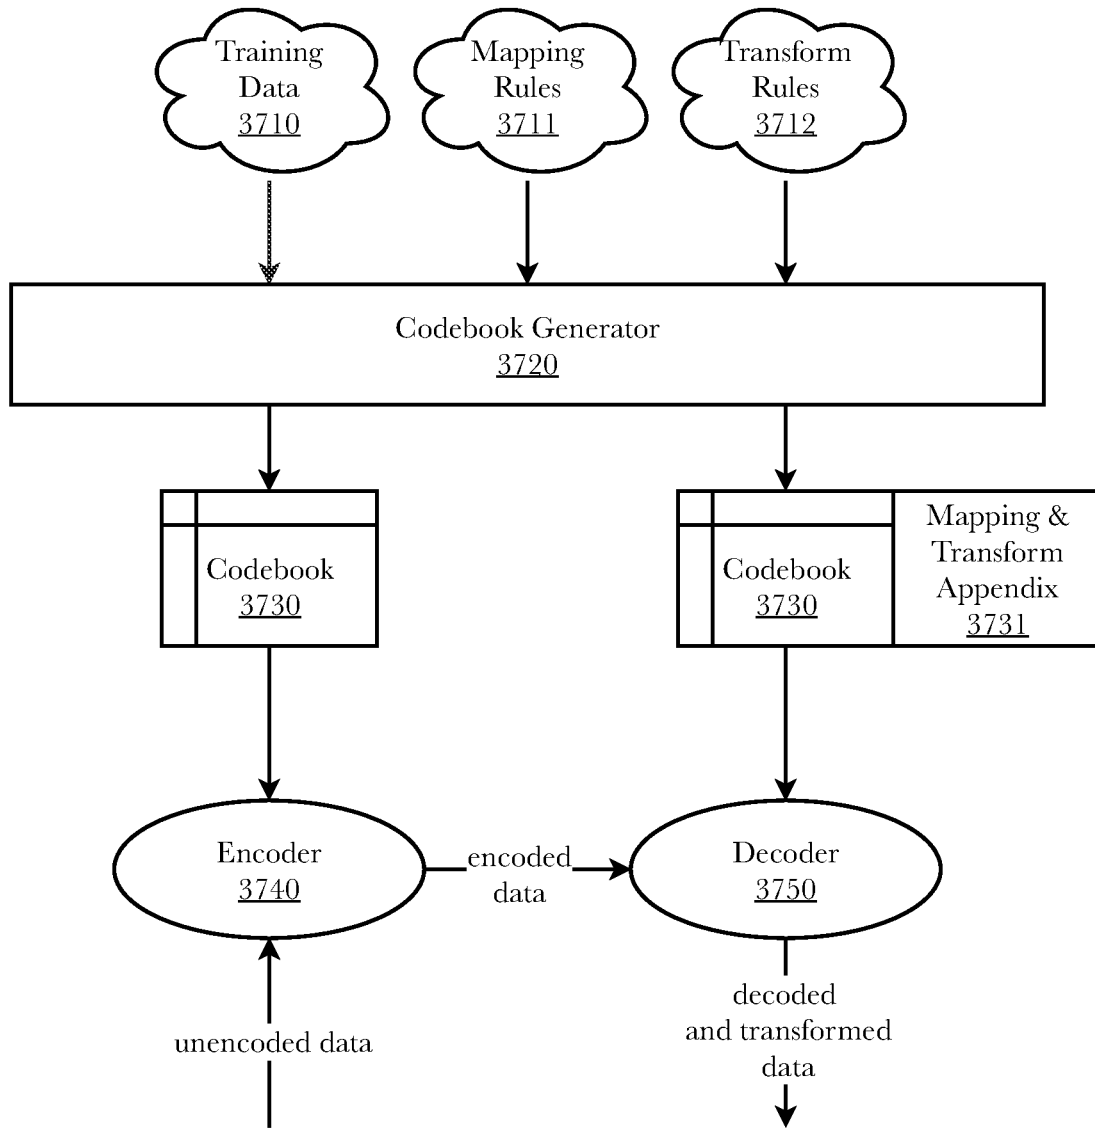 Training
Data
3710
Mapping
Rules
3711
Transform
Rules
3712
Codebook Generator
3720
Codebook
3730
Codebook
3730
Mapping &
Transform
Appendix
3731
Encoder
3740
encoded
data
Decoder
3750
unencoded data
decoded
and transformed
data